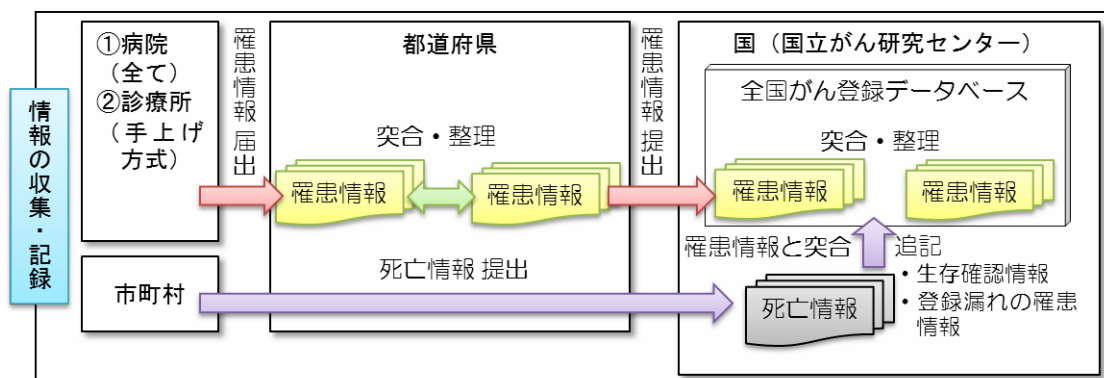 情報の収集・記録
①病院
（全て）
②診療所
（手上げ
方式）
罹患情報 届出
都道府県
突合・整理
罹患情報
罹患情報
罹患情報 提出
国（国立がん研究センター）
全国がん登録データベース
突合・整理
罹患情報
罹患情報
罹患情報と突合
追記
・生存確認情報
・登録漏れの罹患
情報
市町村
死亡情報 提出
死亡情報